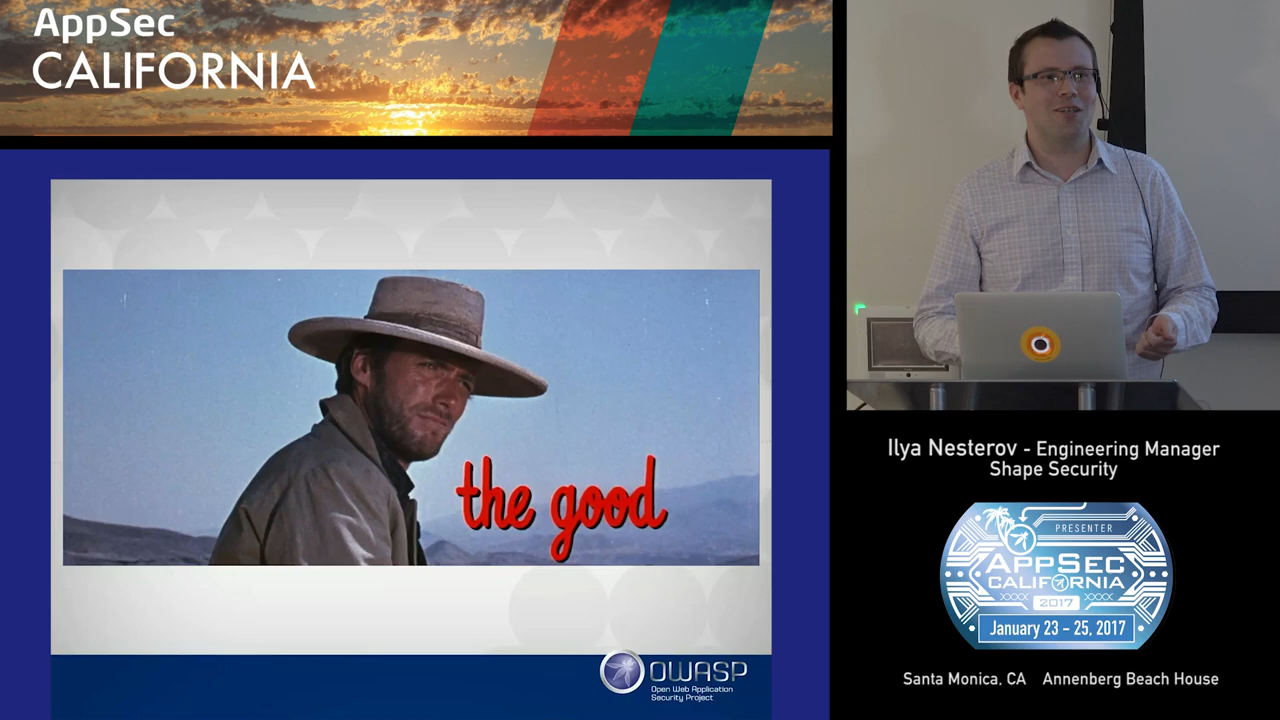 AppSec
CALIFORNIA
the good
OWASP
Open Web Application
Security Project
Ilya Nesterov - Engineering Manager
Shape Security
PRESENTER
APPSEC
CALIFORNIA
2017
January 23 - 25, 2017
Santa Monica, CA Annenberg Beach House